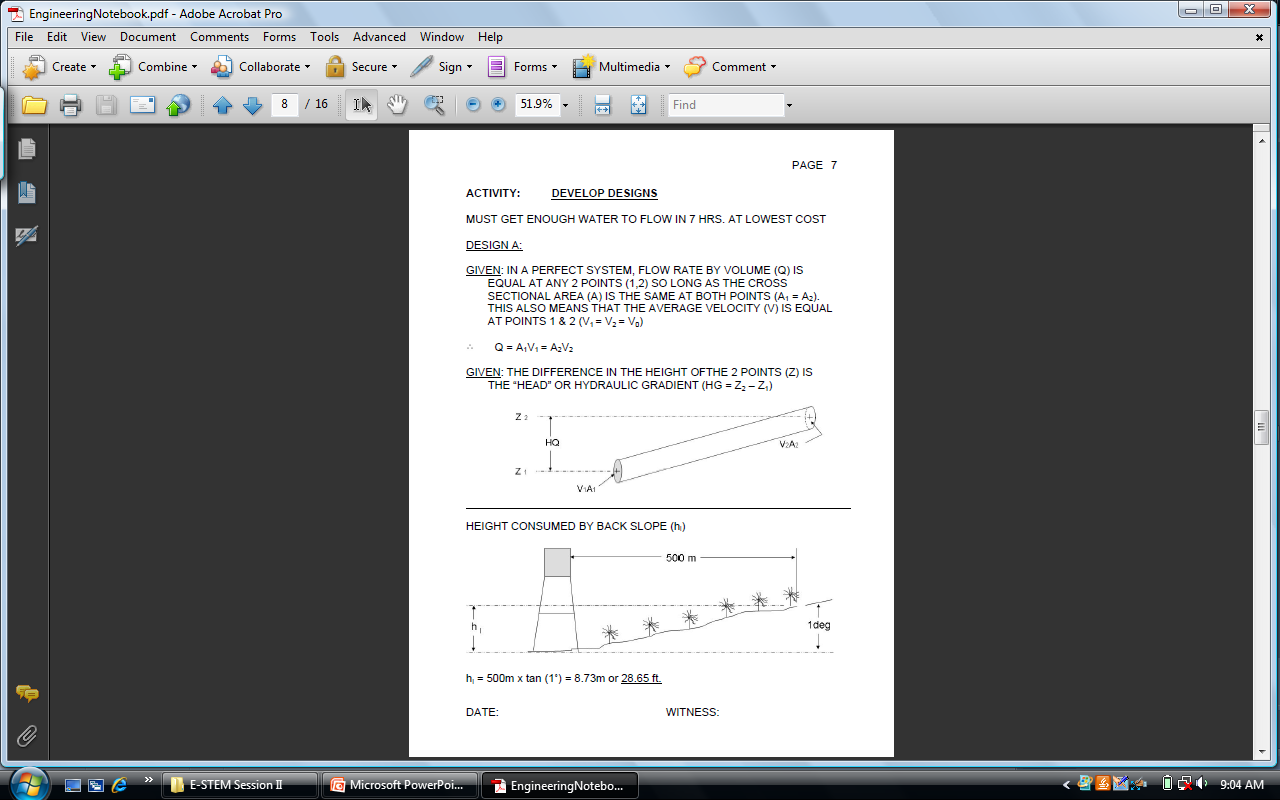 EngineeringNotebook.pdf - Adobe Acrobat Pro
File Edit View Document Comments Forms Tools Advanced Window Help
Create Combine Collaborate Secure Sign Forms Multimedia Comment
8 / 16 51.9% Find
PAGE 7
ACTIVITY: DEVELOP DESIGNS
MUST GET ENOUGH WATER TO FLOW IN 7 HRS. AT LOWEST COST
DESIGN A:
GIVEN: IN A PERFECT SYSTEM, FLOW RATE BY VOLUME (Q) IS
EQUAL AT ANY 2 POINTS (1,2) SO LONG AS THE CROSS
SECTIONAL AREA (A) IS THE SAME AT BOTH POINTS (A₁ = A₂).
THIS ALSO MEANS THAT THE AVERAGE VELOCITY (V) IS EQUAL
AT POINTS 1 & 2 (V₁ = V₂ = V₀)
∴ Q = A₁V₁ = A₂V₂
GIVEN: THE DIFFERENCE IN THE HEIGHT OFTHE 2 POINTS (Z) IS
THE “HEAD” OR HYDRAULIC GRADIENT (HG = Z₂ – Z₁)
Z 2
HQ
V₂A₂
Z 1
V₁A₁
HEIGHT CONSUMED BY BACK SLOPE (hₗ)
500 m
h l
1deg
hₗ = 500m x tan (1°) = 8.73m or 28.65 ft.
DATE: WITNESS:
E-STEM Session II Microsoft PowerPoi... EngineeringNotebo... 9:04 AM